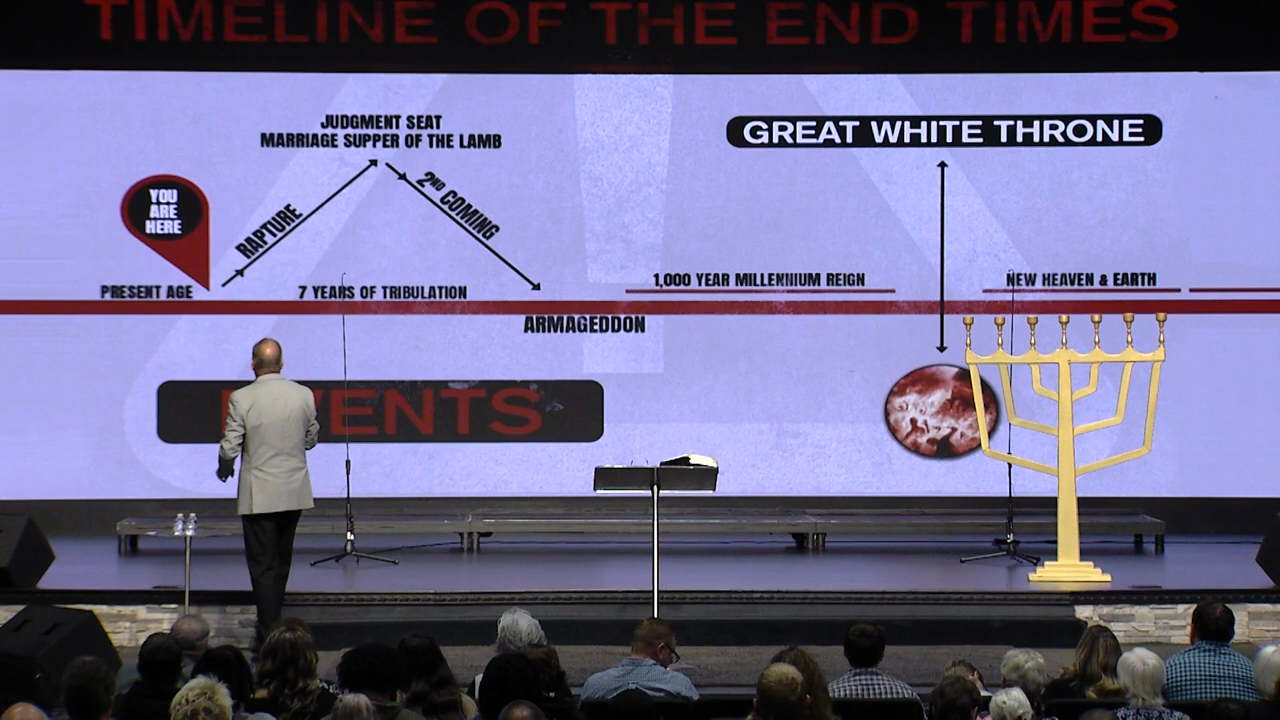 TIMELINE OF THE END TIMES
JUDGMENT SEAT
MARRIAGE SUPPER OF THE LAMB
GREAT WHITE THRONE
YOU
ARE
HERE
RAPTURE
2ND COMING
PRESENT AGE
7 YEARS OF TRIBULATION
1,000 YEAR MILLENNIUM REIGN
NEW HEAVEN & EARTH
ARMAGEDDON
EVENTS